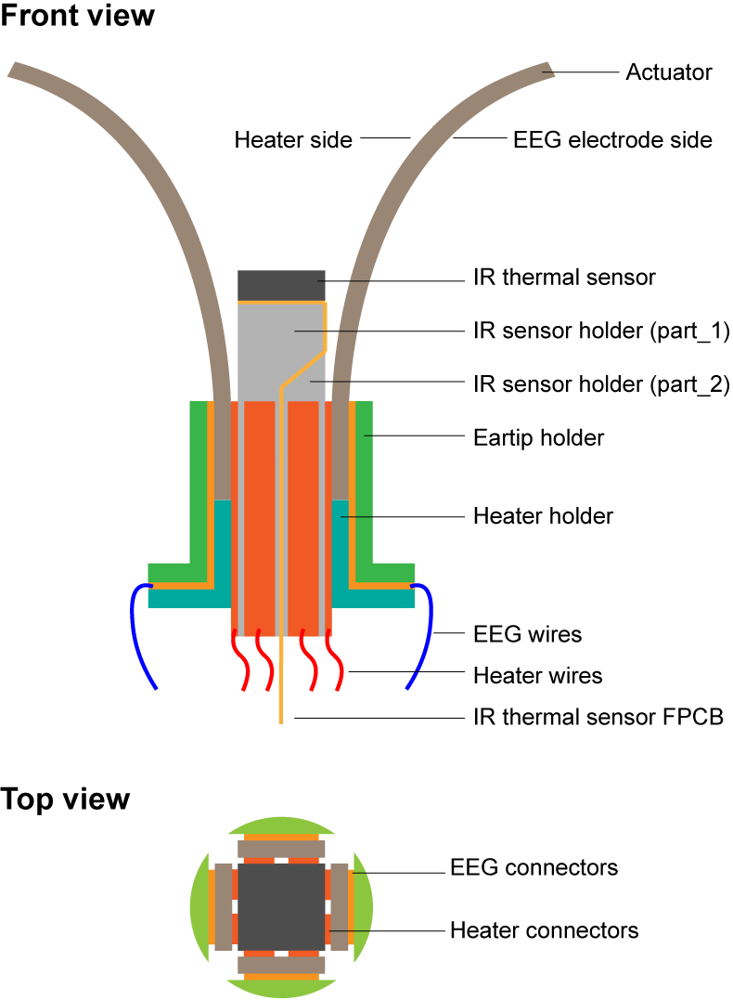 Front view
Actuator
Heater side
EEG electrode side
IR thermal sensor
IR sensor holder (part_1)
IR sensor holder (part_2)
Eartip holder
Heater holder
EEG wires
Heater wires
IR thermal sensor FPCB
Top view
EEG connectors
Heater connectors